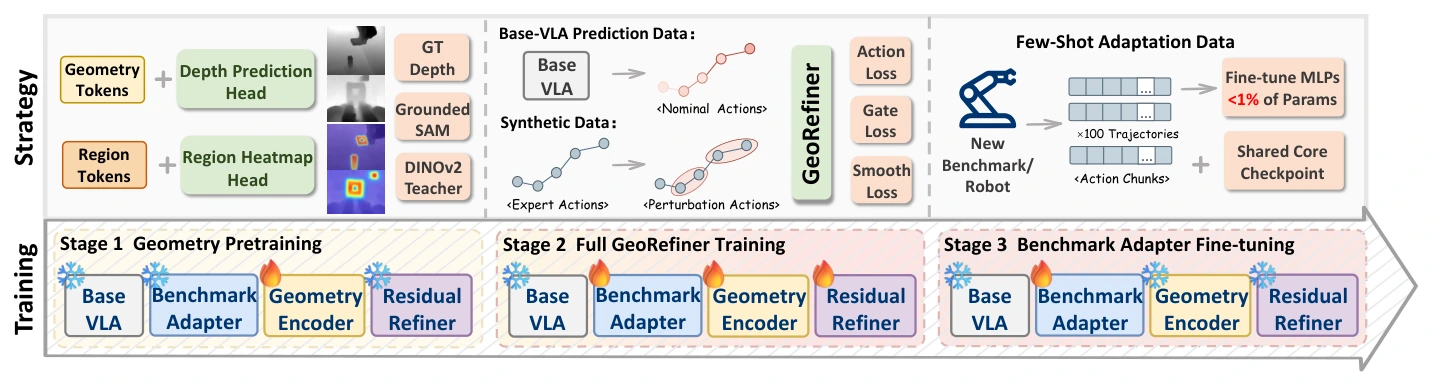 Strategy
Geometry
Tokens
+
Depth Prediction
Head
GT
Depth
Grounded
SAM
Region
Tokens
+
Region Heatmap
Head
DINOv2
Teacher
Base-VLA Prediction Data:
Base
VLA
<Nominal Actions>
Synthetic Data:
<Expert Actions>
<Perturbation Actions>
GeoRefiner
Action
Loss
Gate
Loss
Smooth
Loss
Few-Shot Adaptation Data
New
Benchmark/
Robot
...
...
×100 Trajectories
...
<Action Chunks>
Fine-tune MLPs
<1% of Params
+
Shared Core
Checkpoint
Training
Stage 1 Geometry Pretraining
Base
VLA
Benchmark
Adapter
Geometry
Encoder
Residual
Refiner
Stage 2 Full GeoRefiner Training
Base
VLA
Benchmark
Adapter
Geometry
Encoder
Residual
Refiner
Stage 3 Benchmark Adapter Fine-tuning
Base
VLA
Benchmark
Adapter
Geometry
Encoder
Residual
Refiner